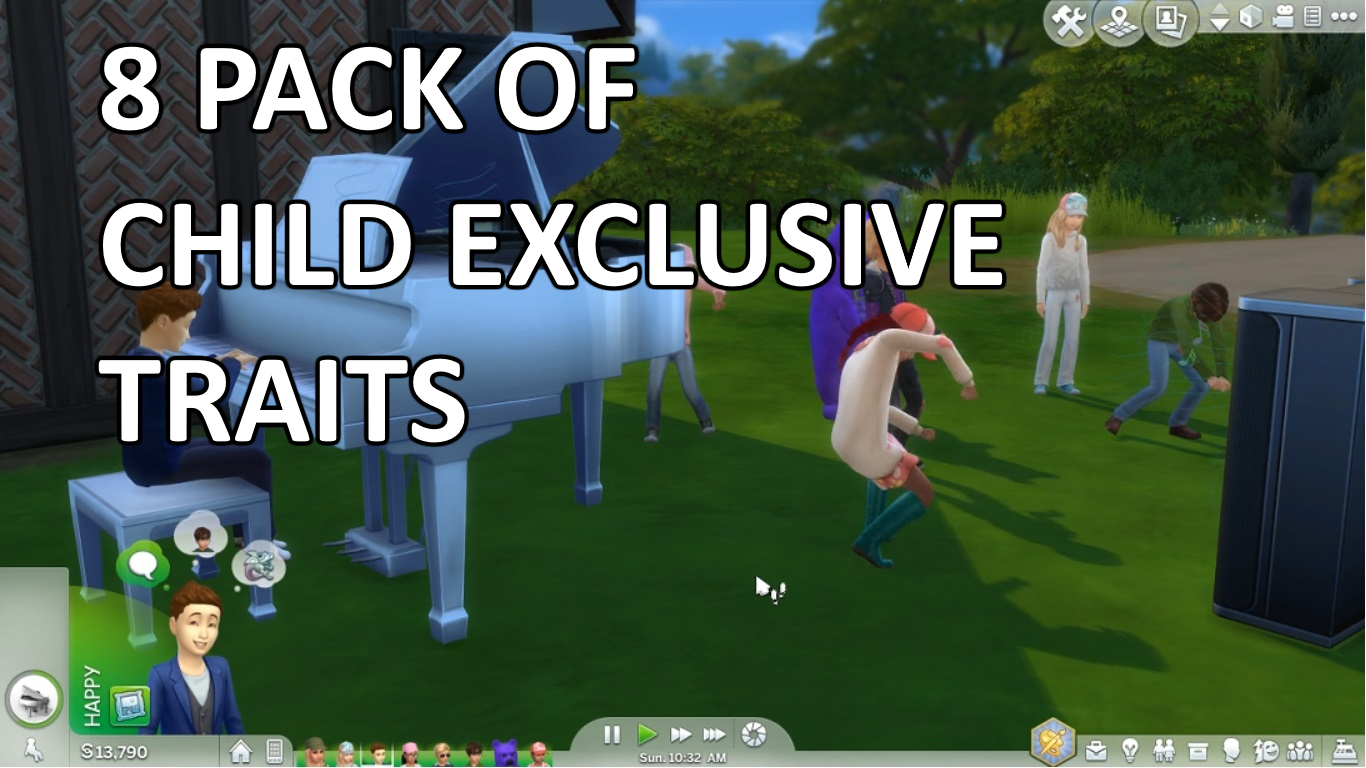 8 PACK OF
CHILD EXCLUSIVE
TRAITS
HAPPY
§13,790
Sun. 10:32 AM